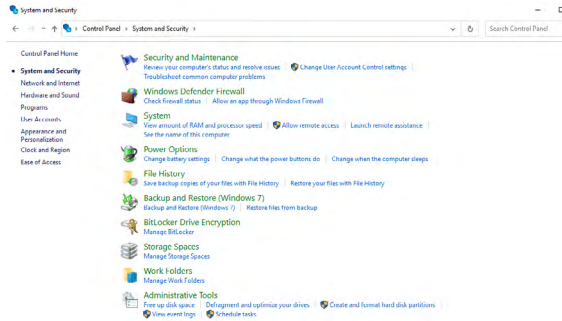 System and Security
Control Panel > System and Security >
Search Control Panel
Control Panel Home
System and Security
Network and Internet
Hardware and Sound
Programs
User Accounts
Appearance and
Personalization
Clock and Region
Ease of Access
Security and Maintenance
Review your computer's status and resolve issues
Change User Account Control settings
Troubleshoot common computer problems
Windows Defender Firewall
Check firewall status
Allow an app through Windows Firewall
System
View amount of RAM and processor speed
Allow remote access
Launch remote assistance
See the name of this computer
Power Options
Change battery settings
Change what the power buttons do
Change when the computer sleeps
File History
Save backup copies of your files with File History
Restore your files with File History
Backup and Restore (Windows 7)
Backup and Restore (Windows 7)
Restore files from backup
BitLocker Drive Encryption
Manage BitLocker
Storage Spaces
Manage Storage Spaces
Work Folders
Manage Work Folders
Administrative Tools
Free up disk space
Defragment and optimize your drives
Create and format hard disk partitions
View event logs
Schedule tasks